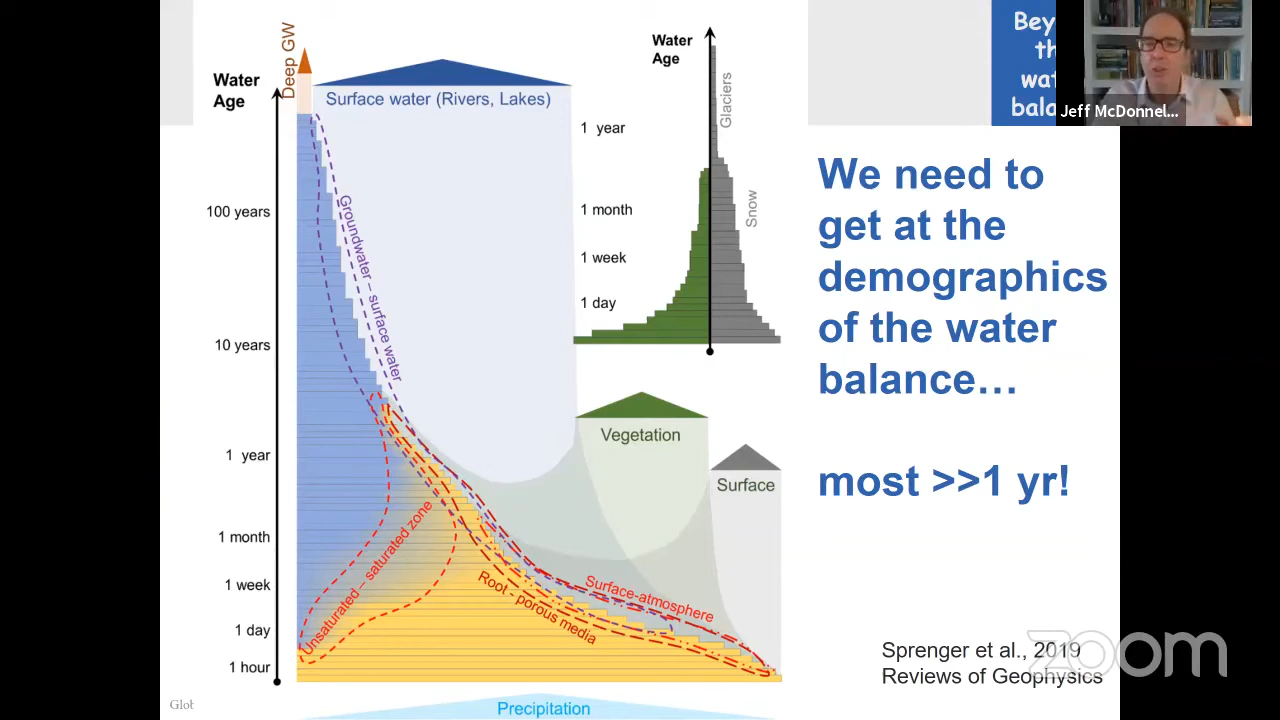 Deep GW
Water
Age
Surface water (Rivers, Lakes)
100 years
10 years
1 year
1 month
1 week
1 day
1 hour
Groundwater – surface water
Unsaturated – saturated zone
Root - porous media
Surface-atmosphere
Precipitation
Water
Age
Glaciers
Snow
1 year
1 month
1 week
1 day
Vegetation
Surface
Jeff McDonnel...
We need to
get at the
demographics
of the water
balance…
most >>1 yr!
Sprenger et al., 2019
Reviews of Geophysics
zoom